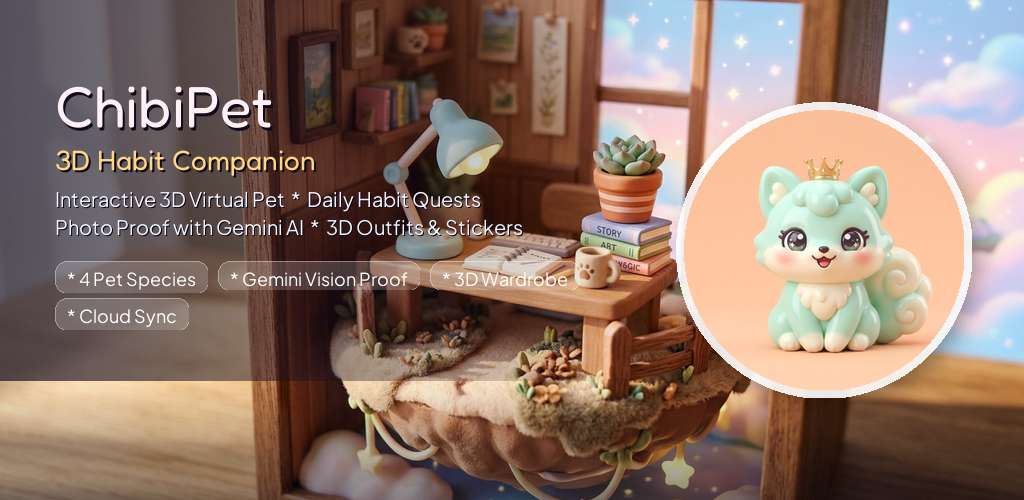 ChibiPet
3D Habit Companion
Interactive 3D Virtual Pet * Daily Habit Quests
Photo Proof with Gemini AI * 3D Outfits & Stickers
* 4 Pet Species
* Gemini Vision Proof
* 3D Wardrobe
* Cloud Sync
STORY
ART